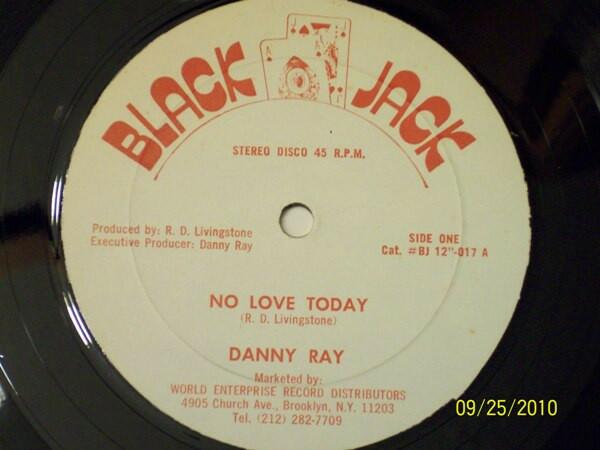 BLACK JACK
STEREO DISCO 45 R.P.M.
Produced by: R. D. Livingstone
Executive Producer: Danny Ray
SIDE ONE
Cat. #BJ 12"-017 A
NO LOVE TODAY
(R. D. Livingstone)
DANNY RAY
Marketed by:
WORLD ENTERPRISE RECORD DISTRIBUTORS
4905 Church Ave., Brooklyn, N.Y. 11203
Tel. (212) 282-7709
09/25/2010